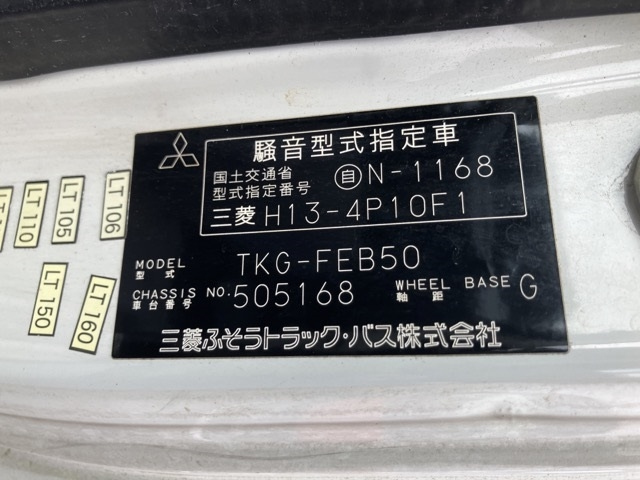 騒音型式指定車
国土交通省
型式指定番号
自 N-1168
三菱 H13-4P10F1
MODEL
型式
TKG-FEB50
CHASSIS NO.
車台番号
505168
WHEEL BASE
軸距
G
三菱ふそうトラック・バス株式会社
LT 110
LT 105
LT 106
LT 150
LT 160